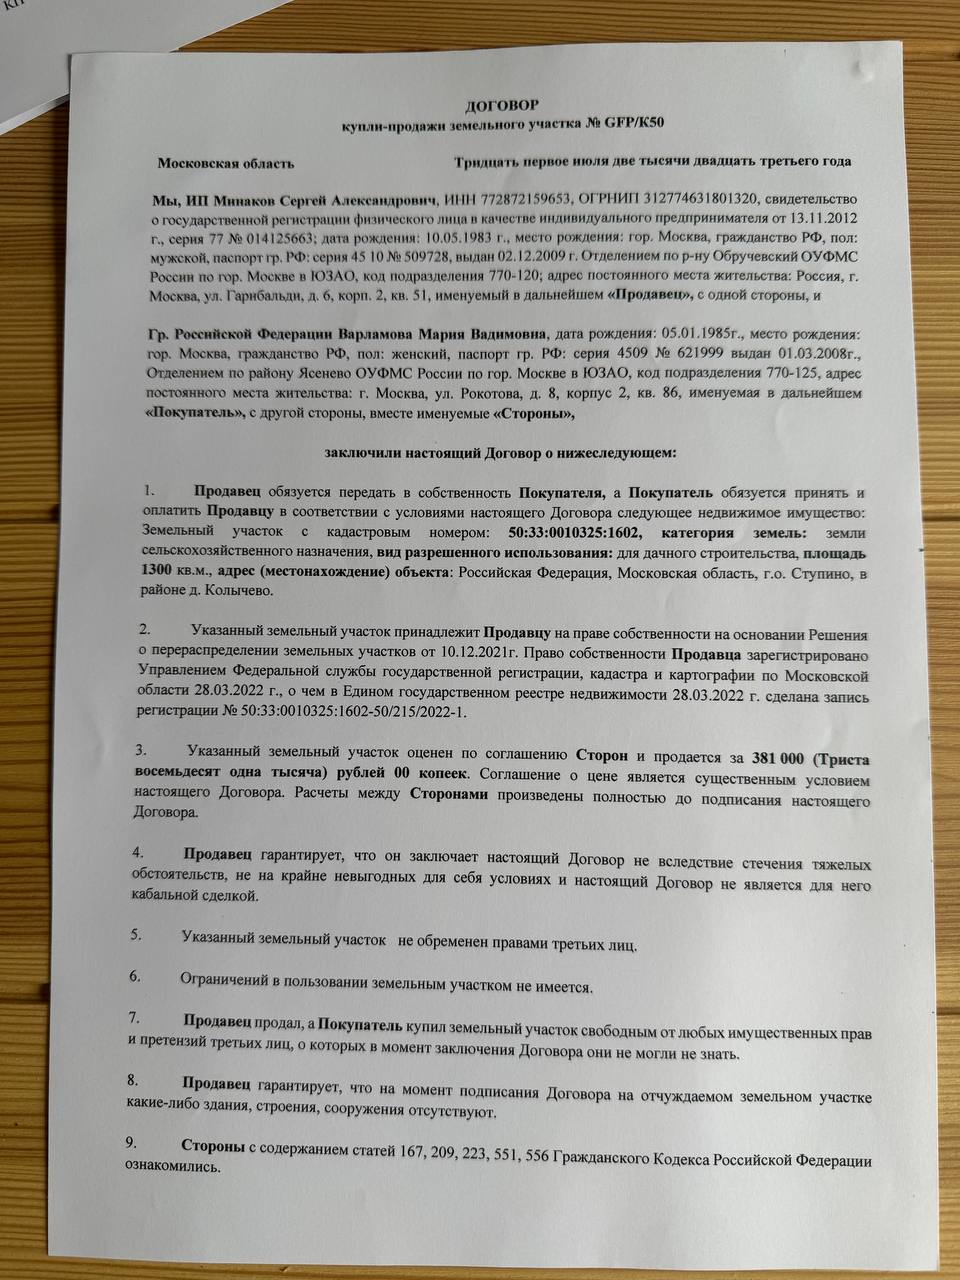 ДОГОВОР
купли-продажи земельного участка № GFP/К50
Московская область Тридцать первое июля две тысячи двадцать третьего года
Мы, ИП Минаков Сергей Александрович, ИНН 772872159653, ОГРНИП 312774631801320, свидетельство
о государственной регистрации физического лица в качестве индивидуального предпринимателя от 13.11.2012
г., серия 77 № 014125663; дата рождения: 10.05.1983 г., место рождения: гор. Москва, гражданство РФ, пол:
мужской, паспорт гр. РФ: серия 45 10 № 509728, выдан 02.12.2009 г. Отделением по р-ну Обручевский ОУФМС
России по гор. Москве в ЮЗАО, код подразделения 770-120; адрес постоянного места жительства: Россия, г.
Москва, ул. Гарибальди, д. 6, корп. 2, кв. 51, именуемый в дальнейшем «Продавец», с одной стороны, и
Гр. Российской Федерации Варламова Мария Вадимовна, дата рождения: 05.01.1985г., место рождения:
гор. Москва, гражданство РФ, пол: женский, паспорт гр. РФ: серия 4509 № 621999 выдан 01.03.2008г.,
Отделением по району Ясенево ОУФМС России по гор. Москве в ЮЗАО, код подразделения 770-125, адрес
постоянного места жительства: г. Москва, ул. Рокотова, д. 8, корпус 2, кв. 86, именуемая в дальнейшем
«Покупатель», с другой стороны, вместе именуемые «Стороны»,
заключили настоящий Договор о нижеследующем:
1. Продавец обязуется передать в собственность Покупателя, а Покупатель обязуется принять и
оплатить Продавцу в соответствии с условиями настоящего Договора следующее недвижимое имущество:
Земельный участок с кадастровым номером: 50:33:0010325:1602, категория земель: земли
сельскохозяйственного назначения, вид разрешенного использования: для дачного строительства, площадь
1300 кв.м., адрес (местонахождение) объекта: Российская Федерация, Московская область, г.о. Ступино, в
районе д. Колычево.
2. Указанный земельный участок принадлежит Продавцу на праве собственности на основании Решения
о перераспределении земельных участков от 10.12.2021г. Право собственности Продавца зарегистрировано
Управлением Федеральной службы государственной регистрации, кадастра и картографии по Московской
области 28.03.2022 г., о чем в Едином государственном реестре недвижимости 28.03.2022 г. сделана запись
регистрации № 50:33:0010325:1602-50/215/2022-1.
3. Указанный земельный участок оценен по соглашению Сторон и продается за 381 000 (Триста
восемьдесят одна тысяча) рублей 00 копеек. Соглашение о цене является существенным условием
настоящего Договора. Расчеты между Сторонами произведены полностью до подписания настоящего
Договора.
4. Продавец гарантирует, что он заключает настоящий Договор не вследствие стечения тяжелых
обстоятельств, не на крайне невыгодных для себя условиях и настоящий Договор не является для него
кабальной сделкой.
5. Указанный земельный участок не обременен правами третьих лиц.
6. Ограничений в пользовании земельным участком не имеется.
7. Продавец продал, а Покупатель купил земельный участок свободным от любых имущественных прав
и претензий третьих лиц, о которых в момент заключения Договора они не могли не знать.
8. Продавец гарантирует, что на момент подписания Договора на отчуждаемом земельном участке
какие-либо здания, строения, сооружения отсутствуют.
9. Стороны с содержанием статей 167, 209, 223, 551, 556 Гражданского Кодекса Российской Федерации
ознакомились.